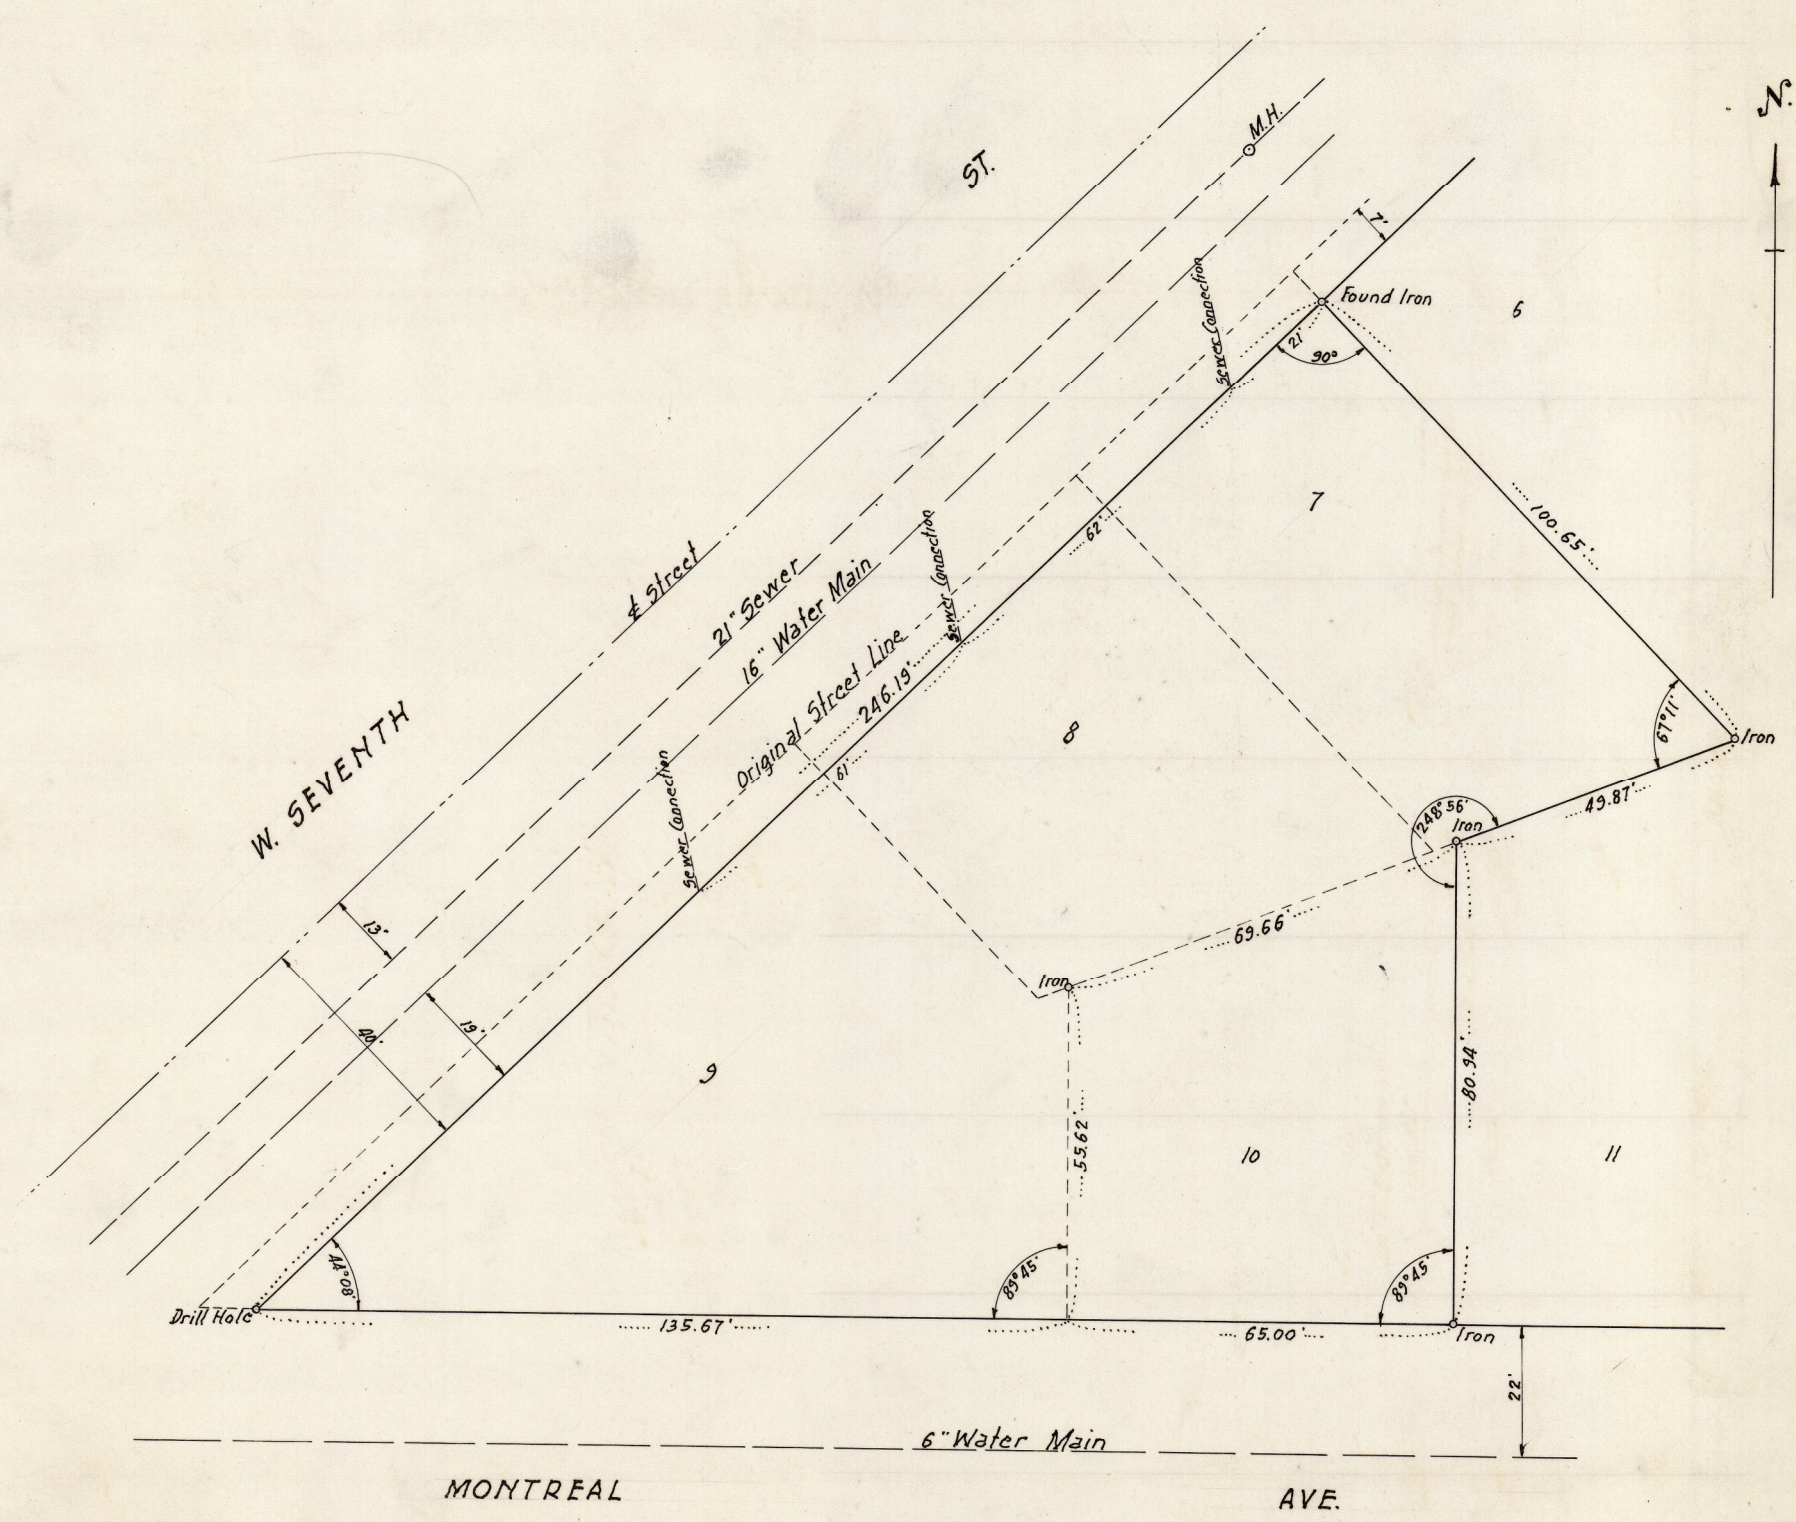 N.
M.H.
ST.
7'
Found Iron
6
Sewer Connection
21'
90°
7
100.65'
62'
₵ Street
21" Sewer
16" Water Main
Sewer Connection
Original Street Line
246.19'
8
67°11'
Iron
W. SEVENTH
61'
Sewer Connection
49.87'
248°56'
Iron
13'
69.66'
Iron
40'
19'
9
80.94'
55.62'
10
11
44°08'
89°45'
89°45'
Drill Hole
135.67'
65.00'
Iron
22'
6" Water Main
MONTREAL
AVE.